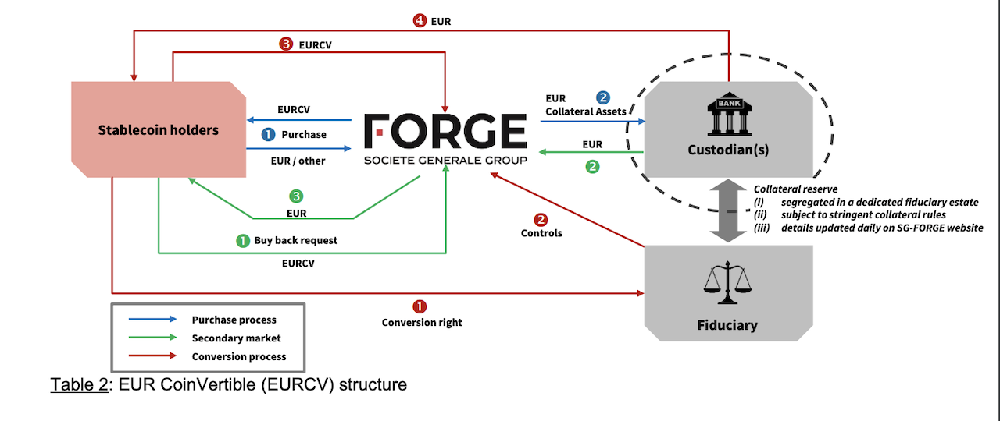 4 EUR
3 EURCV
Stablecoin holders
EURCV
1 Purchase
EUR / other
FORGE
SOCIETE GENERALE GROUP
EUR 2
Collateral Assets
EUR
2
BANK
Custodian(s)
3
EUR
1 Buy back request
EURCV
2
Controls
Collateral reserve
(i) segregated in a dedicated fiduciary estate
(ii) subject to stringent collateral rules
(iii) details updated daily on SG-FORGE website
Fiduciary
1
Conversion right
Purchase process
Secondary market
Conversion process
Table 2: EUR CoinVertible (EURCV) structure